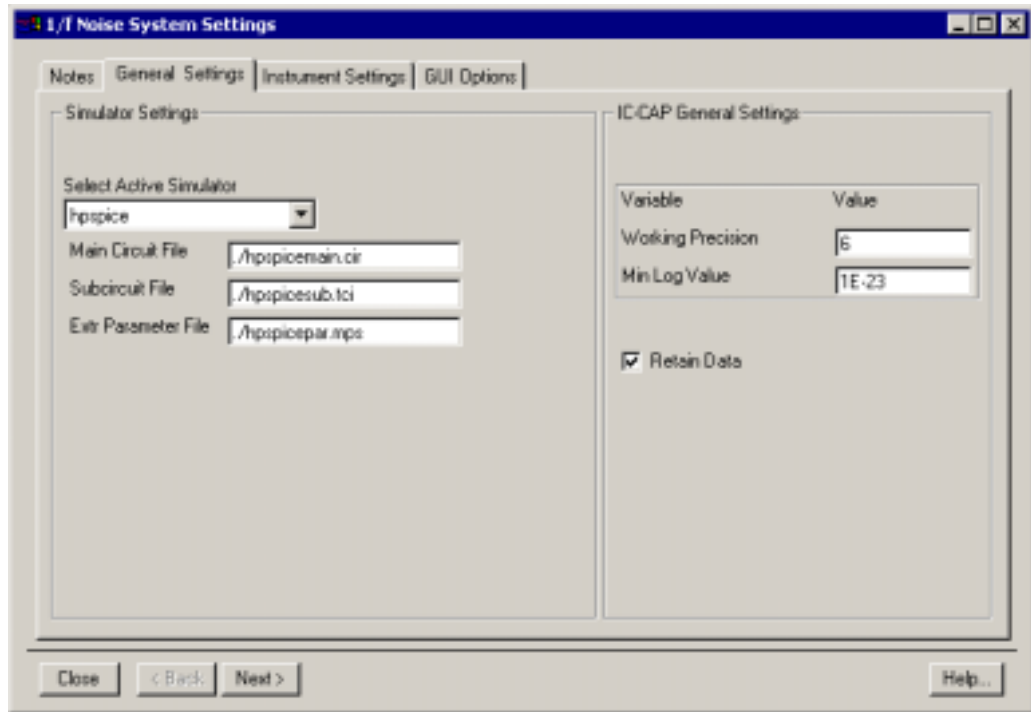 1/f Noise System Settings
Notes General Settings Instrument Settings GUI Options
Simulator Settings
Select Active Simulator
hpspice
Main Circuit File ./hpspicemain.cir
Subcircuit File ./hpspicesub.tci
Extr Parameter File ./hpspicepar.mps
IC-CAP General Settings
Variable Value
Working Precision 6
Min Log Value 1E-23
Retain Data
Close < Back Next > Help...